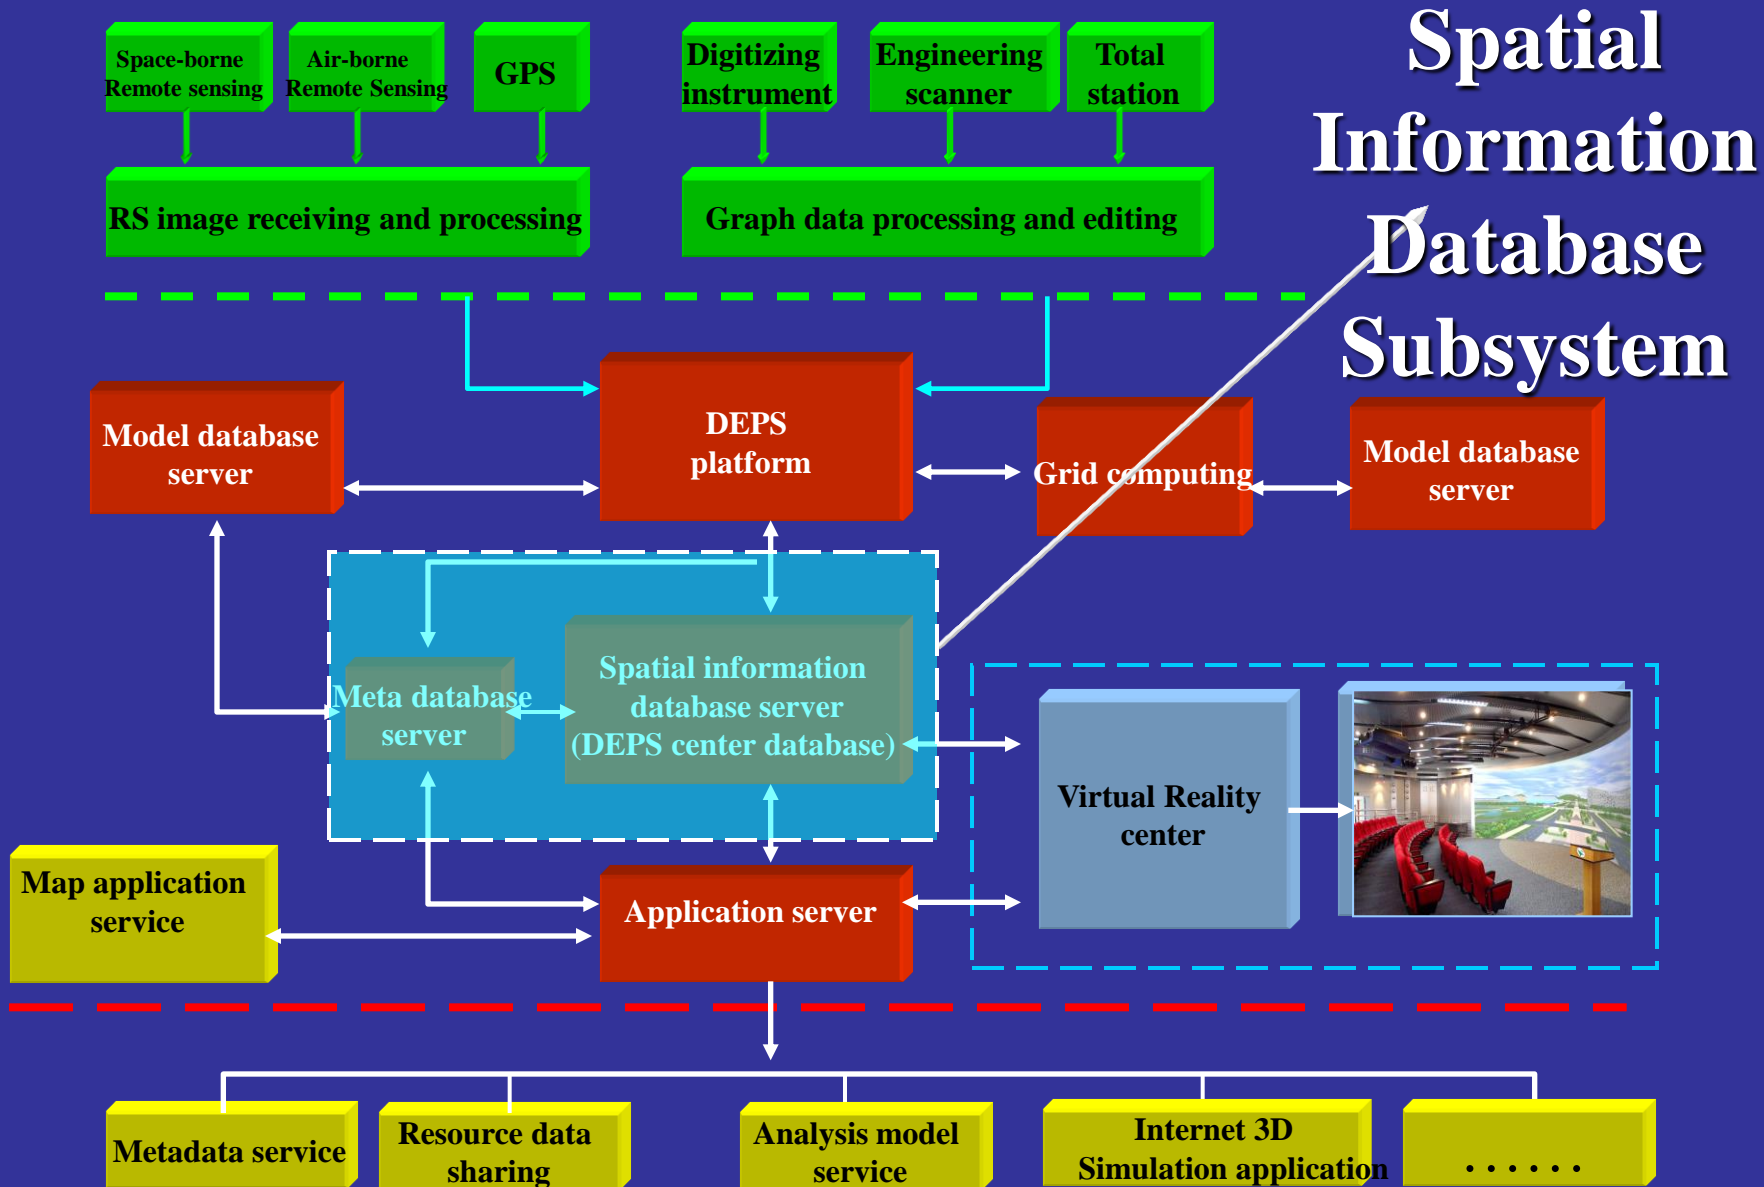 Spatial
Information
Database
Subsystem
Space-borne
Remote sensing
Air-borne
Remote Sensing
GPS
Digitizing
instrument
Engineering
scanner
Total
station
RS image receiving and processing
Graph data processing and editing
Model database
server
DEPS
platform
Grid computing
Model database
server
Meta database
server
Spatial information
database server
(DEPS center database)
Virtual Reality
center
Map application
service
Application server
Metadata service
Resource data
sharing
Analysis model
service
Internet 3D
Simulation application
. . . . . .